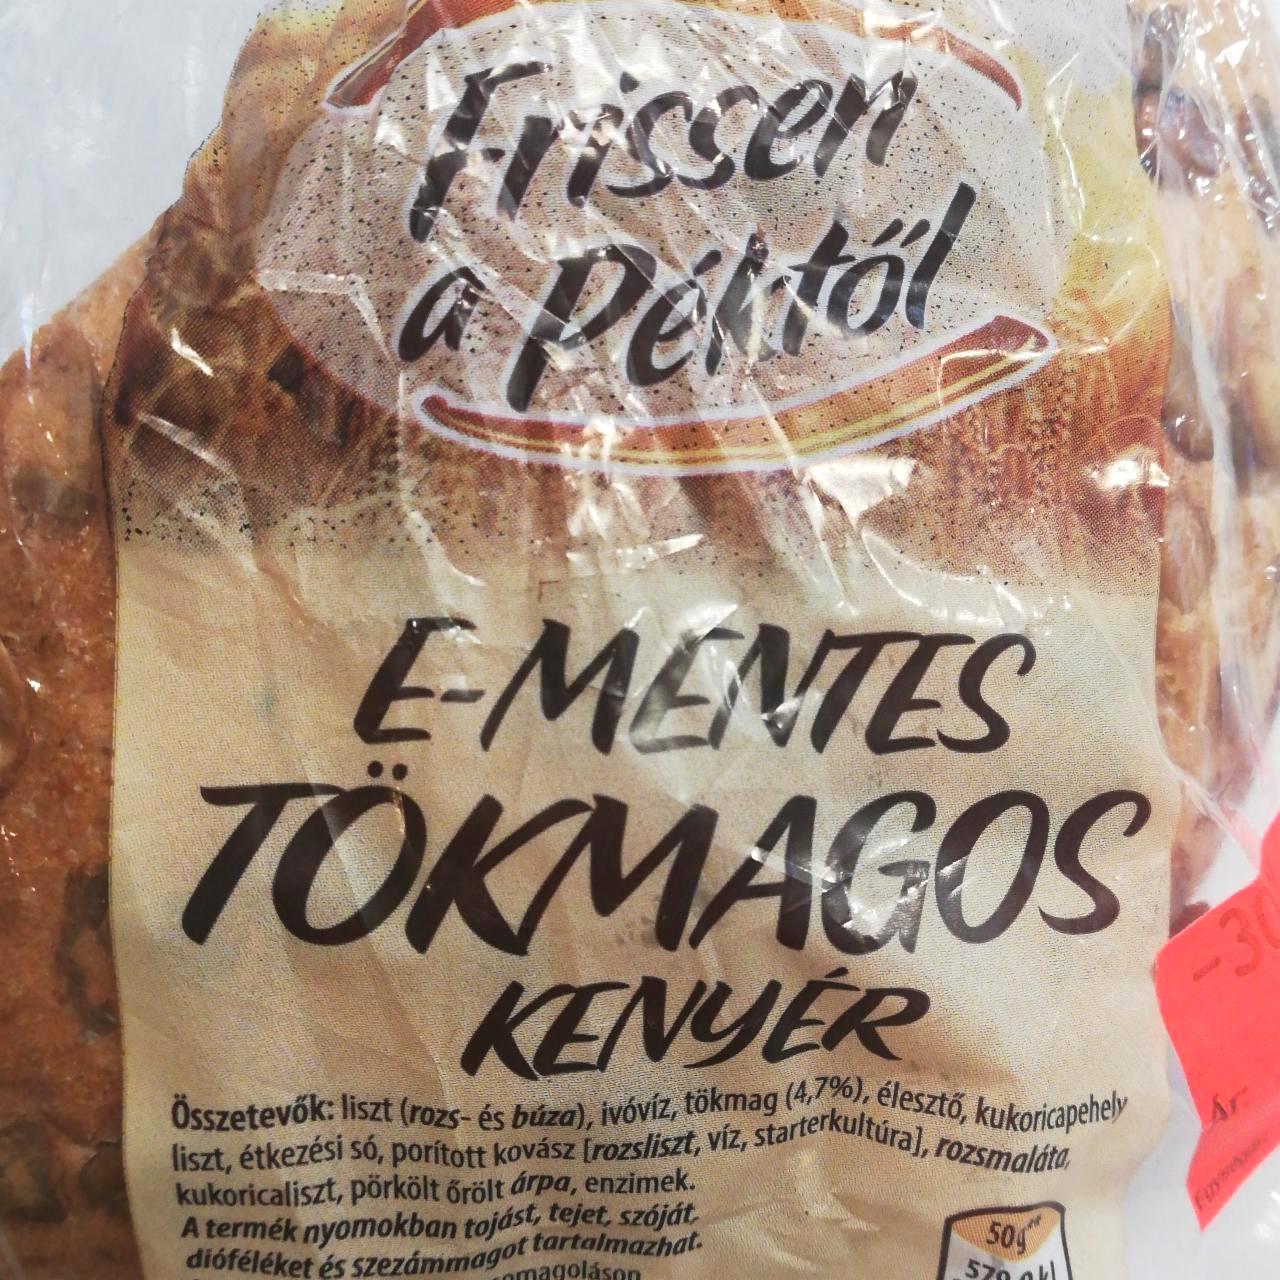 Frissen
a Péktől
E-MENTES
TÖKMAGOS
KENYÉR
Összetevők: liszt (rozs- és búza), ivóvíz, tökmag (4,7%), élesztő, kukoricapehely
liszt, étkezési só, porított kovász [rozsliszt, víz, starterkultúra], rozsmaláta,
kukoricaliszt, pörkölt őrölt árpa, enzimek.
A termék nyomokban tojást, tejet, szóját,
dióféléket és szezámmagot tartalmazhat.
50g**
-30
Ár: